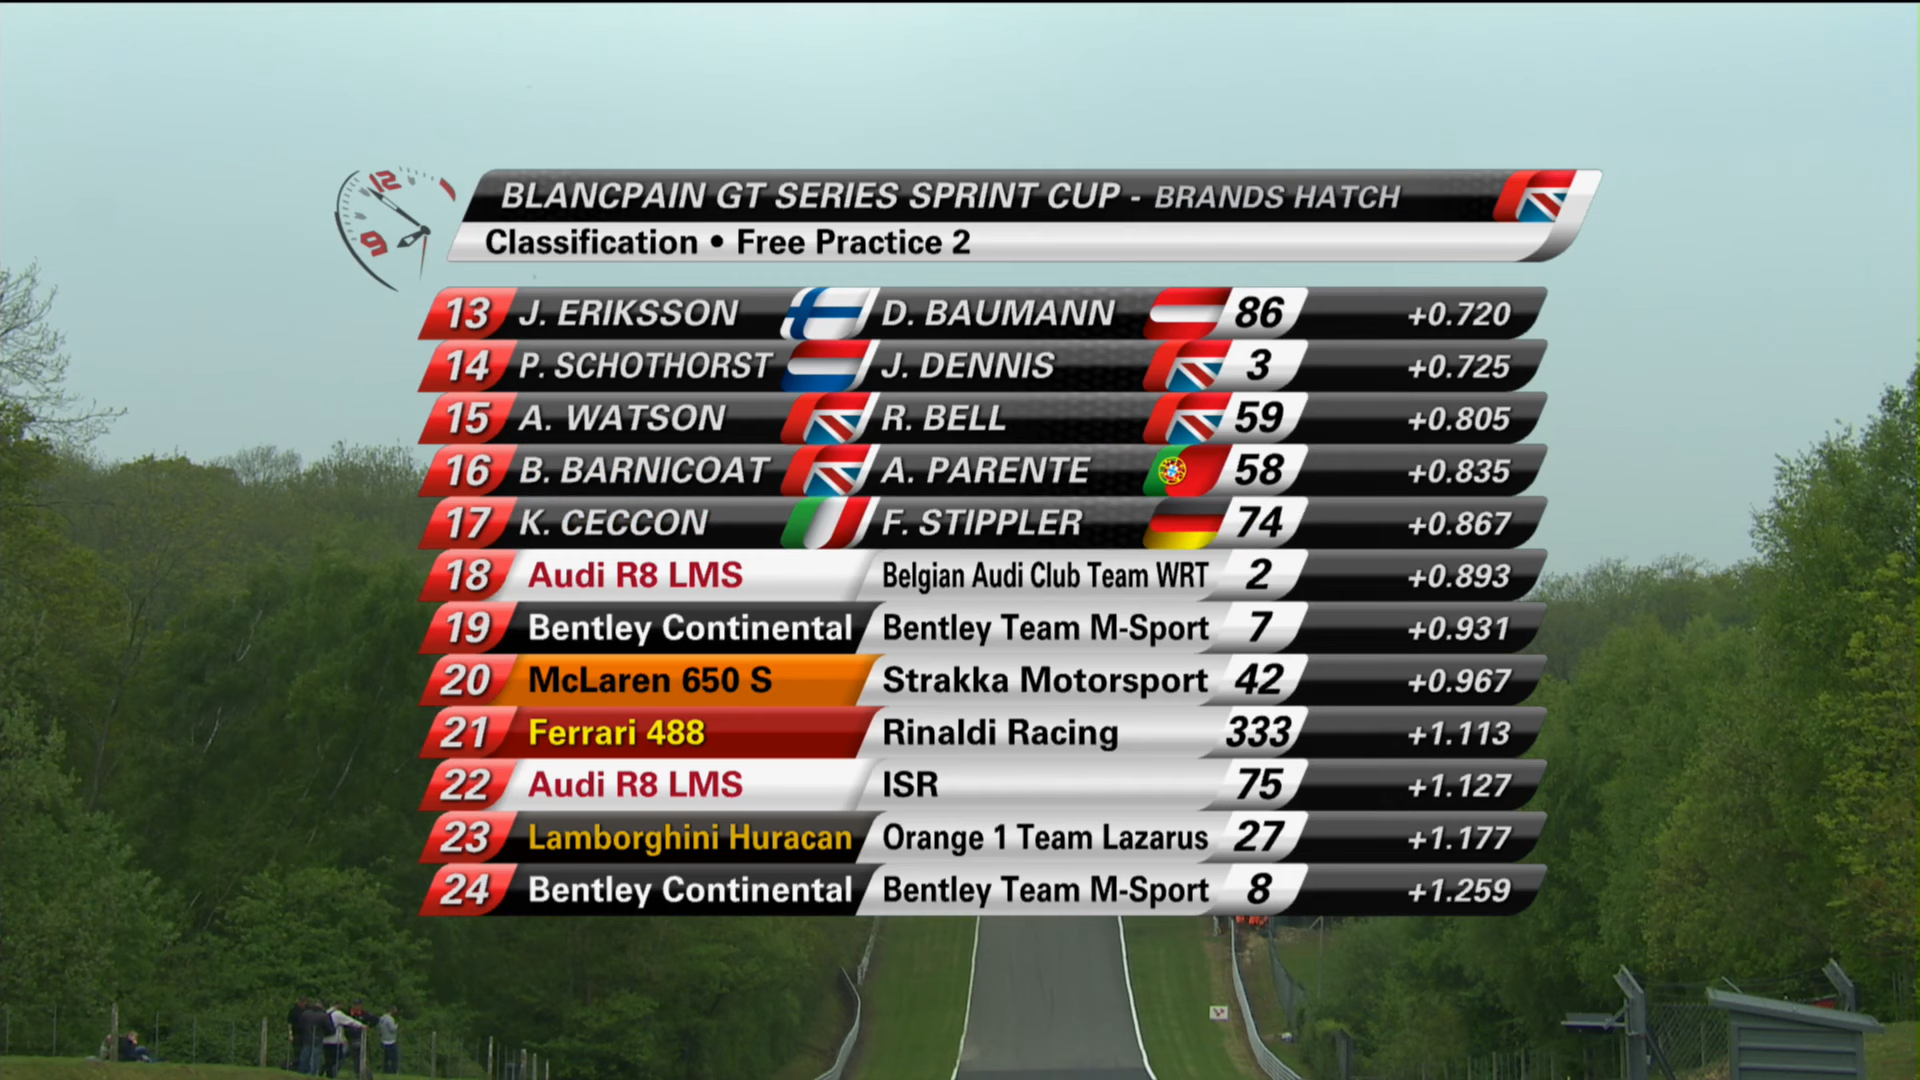 12
9
BLANCPAIN GT SERIES SPRINT CUP - BRANDS HATCH
Classification • Free Practice 2
13 J. ERIKSSON D. BAUMANN 86 +0.720
14 P. SCHOTHORST J. DENNIS 3 +0.725
15 A. WATSON R. BELL 59 +0.805
16 B. BARNICOAT A. PARENTE 58 +0.835
17 K. CECCON F. STIPPLER 74 +0.867
18 Audi R8 LMS Belgian Audi Club Team WRT 2 +0.893
19 Bentley Continental Bentley Team M-Sport 7 +0.931
20 McLaren 650 S Strakka Motorsport 42 +0.967
21 Ferrari 488 Rinaldi Racing 333 +1.113
22 Audi R8 LMS ISR 75 +1.127
23 Lamborghini Huracan Orange 1 Team Lazarus 27 +1.177
24 Bentley Continental Bentley Team M-Sport 8 +1.259